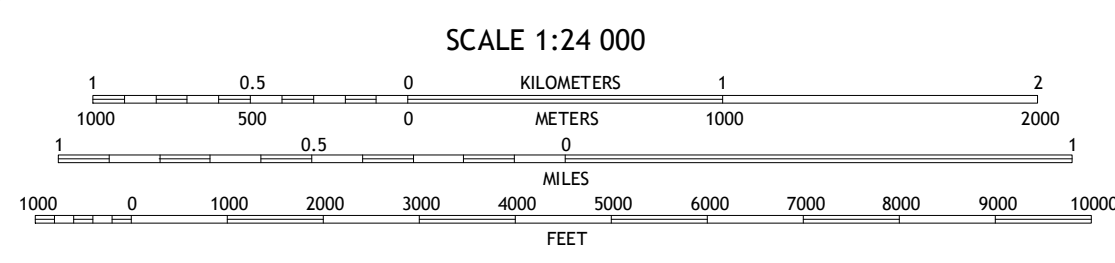 SCALE 1:24 000
1 0.5 0 KILOMETERS 1 2
1000 500 0 METERS 1000 2000
1 0.5 0 1
MILES
1000 0 1000 2000 3000 4000 5000 6000 7000 8000 9000 10000
FEET